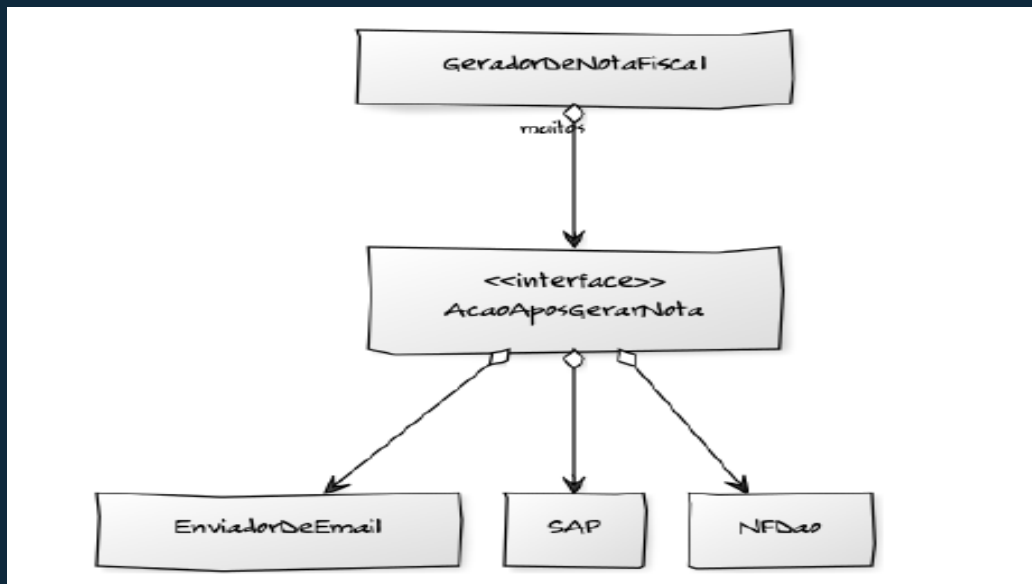 GeradorDeNotaFiscal
muitos
<<interface>>
AcaoAposGerarNota
EnviadorDeEmail
SAP
NFDao